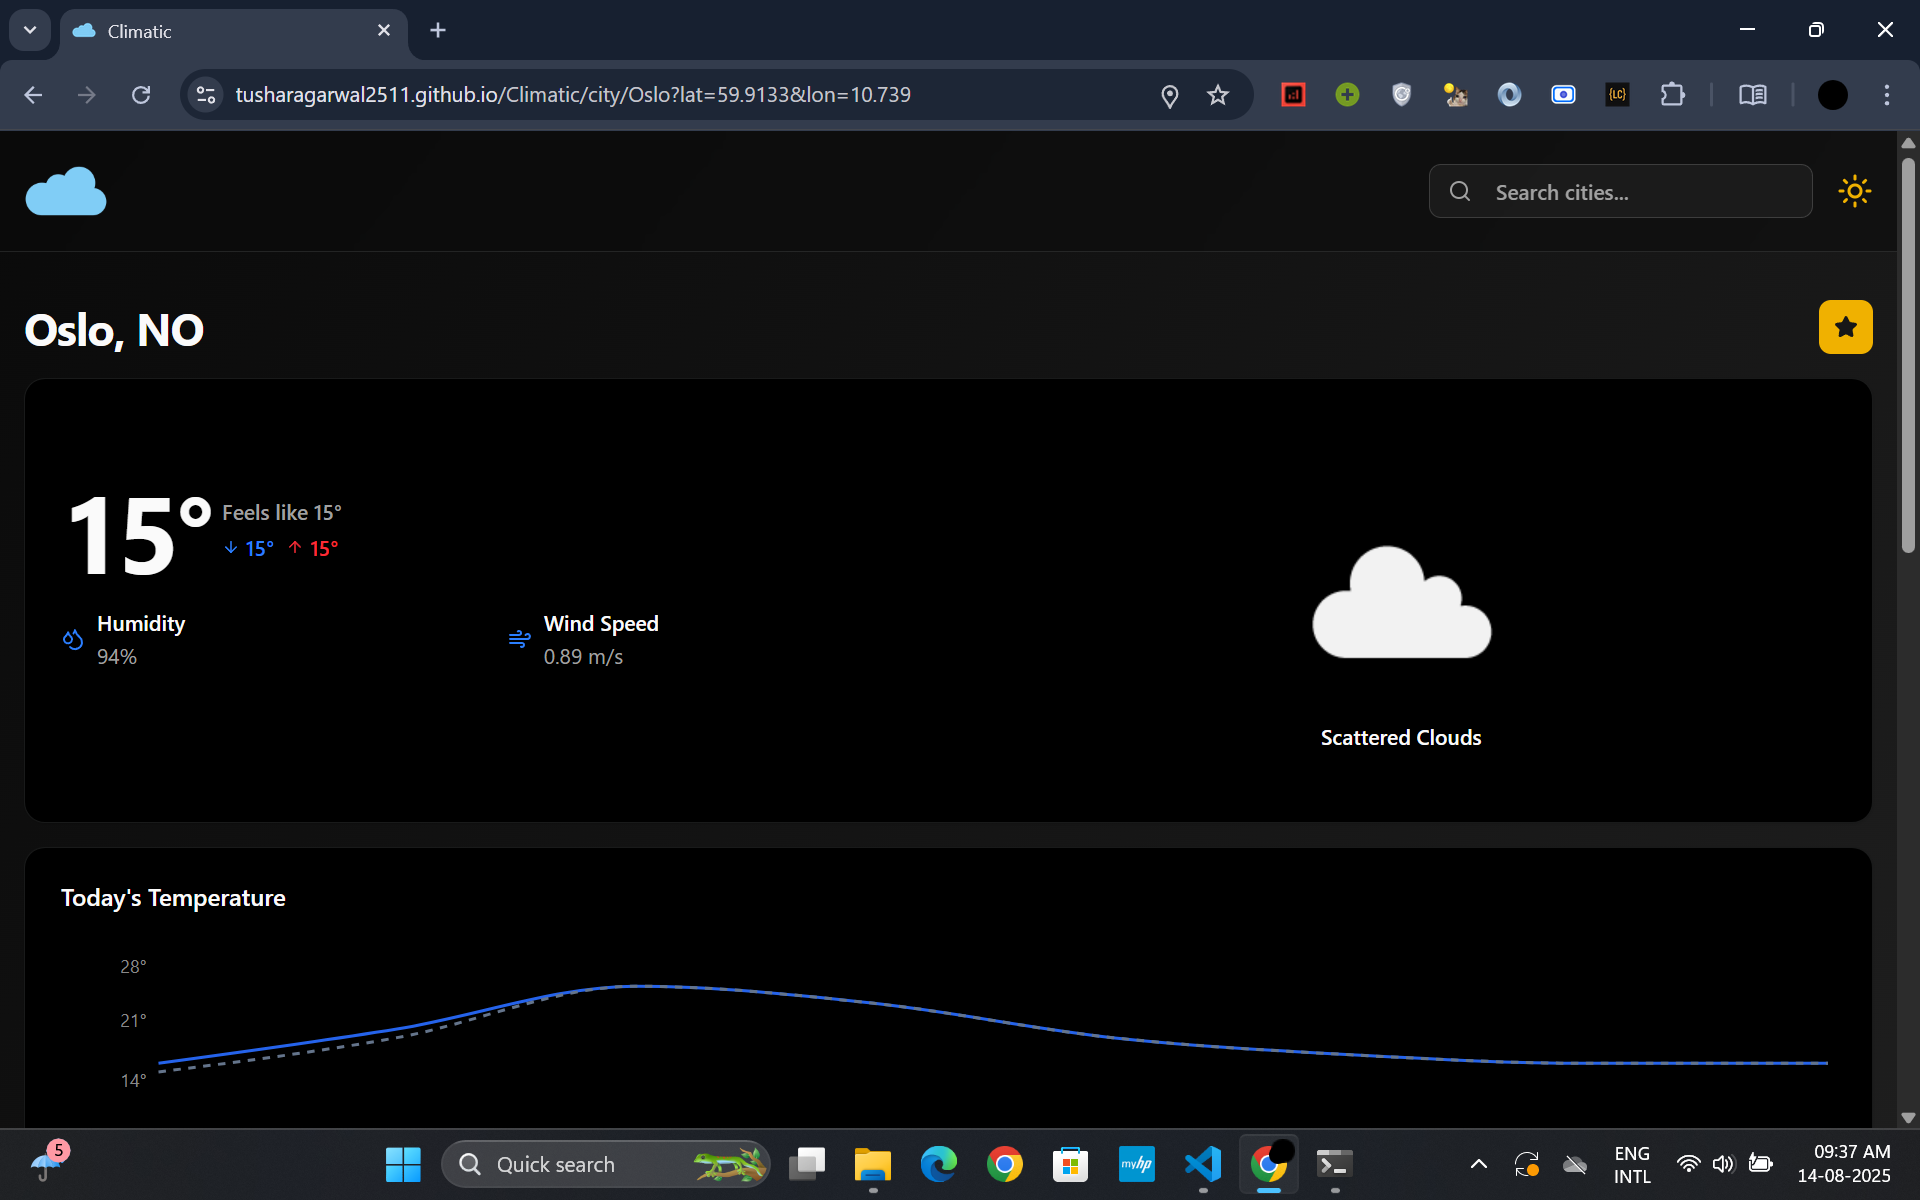 Climatic
tusharagarwal2511.github.io/Climatic/city/Oslo?lat=59.9133&lon=10.739
{LC}
Search cities...
Oslo, NO
15°
Feels like 15°
↓ 15° ↑ 15°
Humidity
94%
Wind Speed
0.89 m/s
Scattered Clouds
Today's Temperature
28°
21°
14°
5
Quick search
myhp
ENG
INTL
09:37 AM
14-08-2025